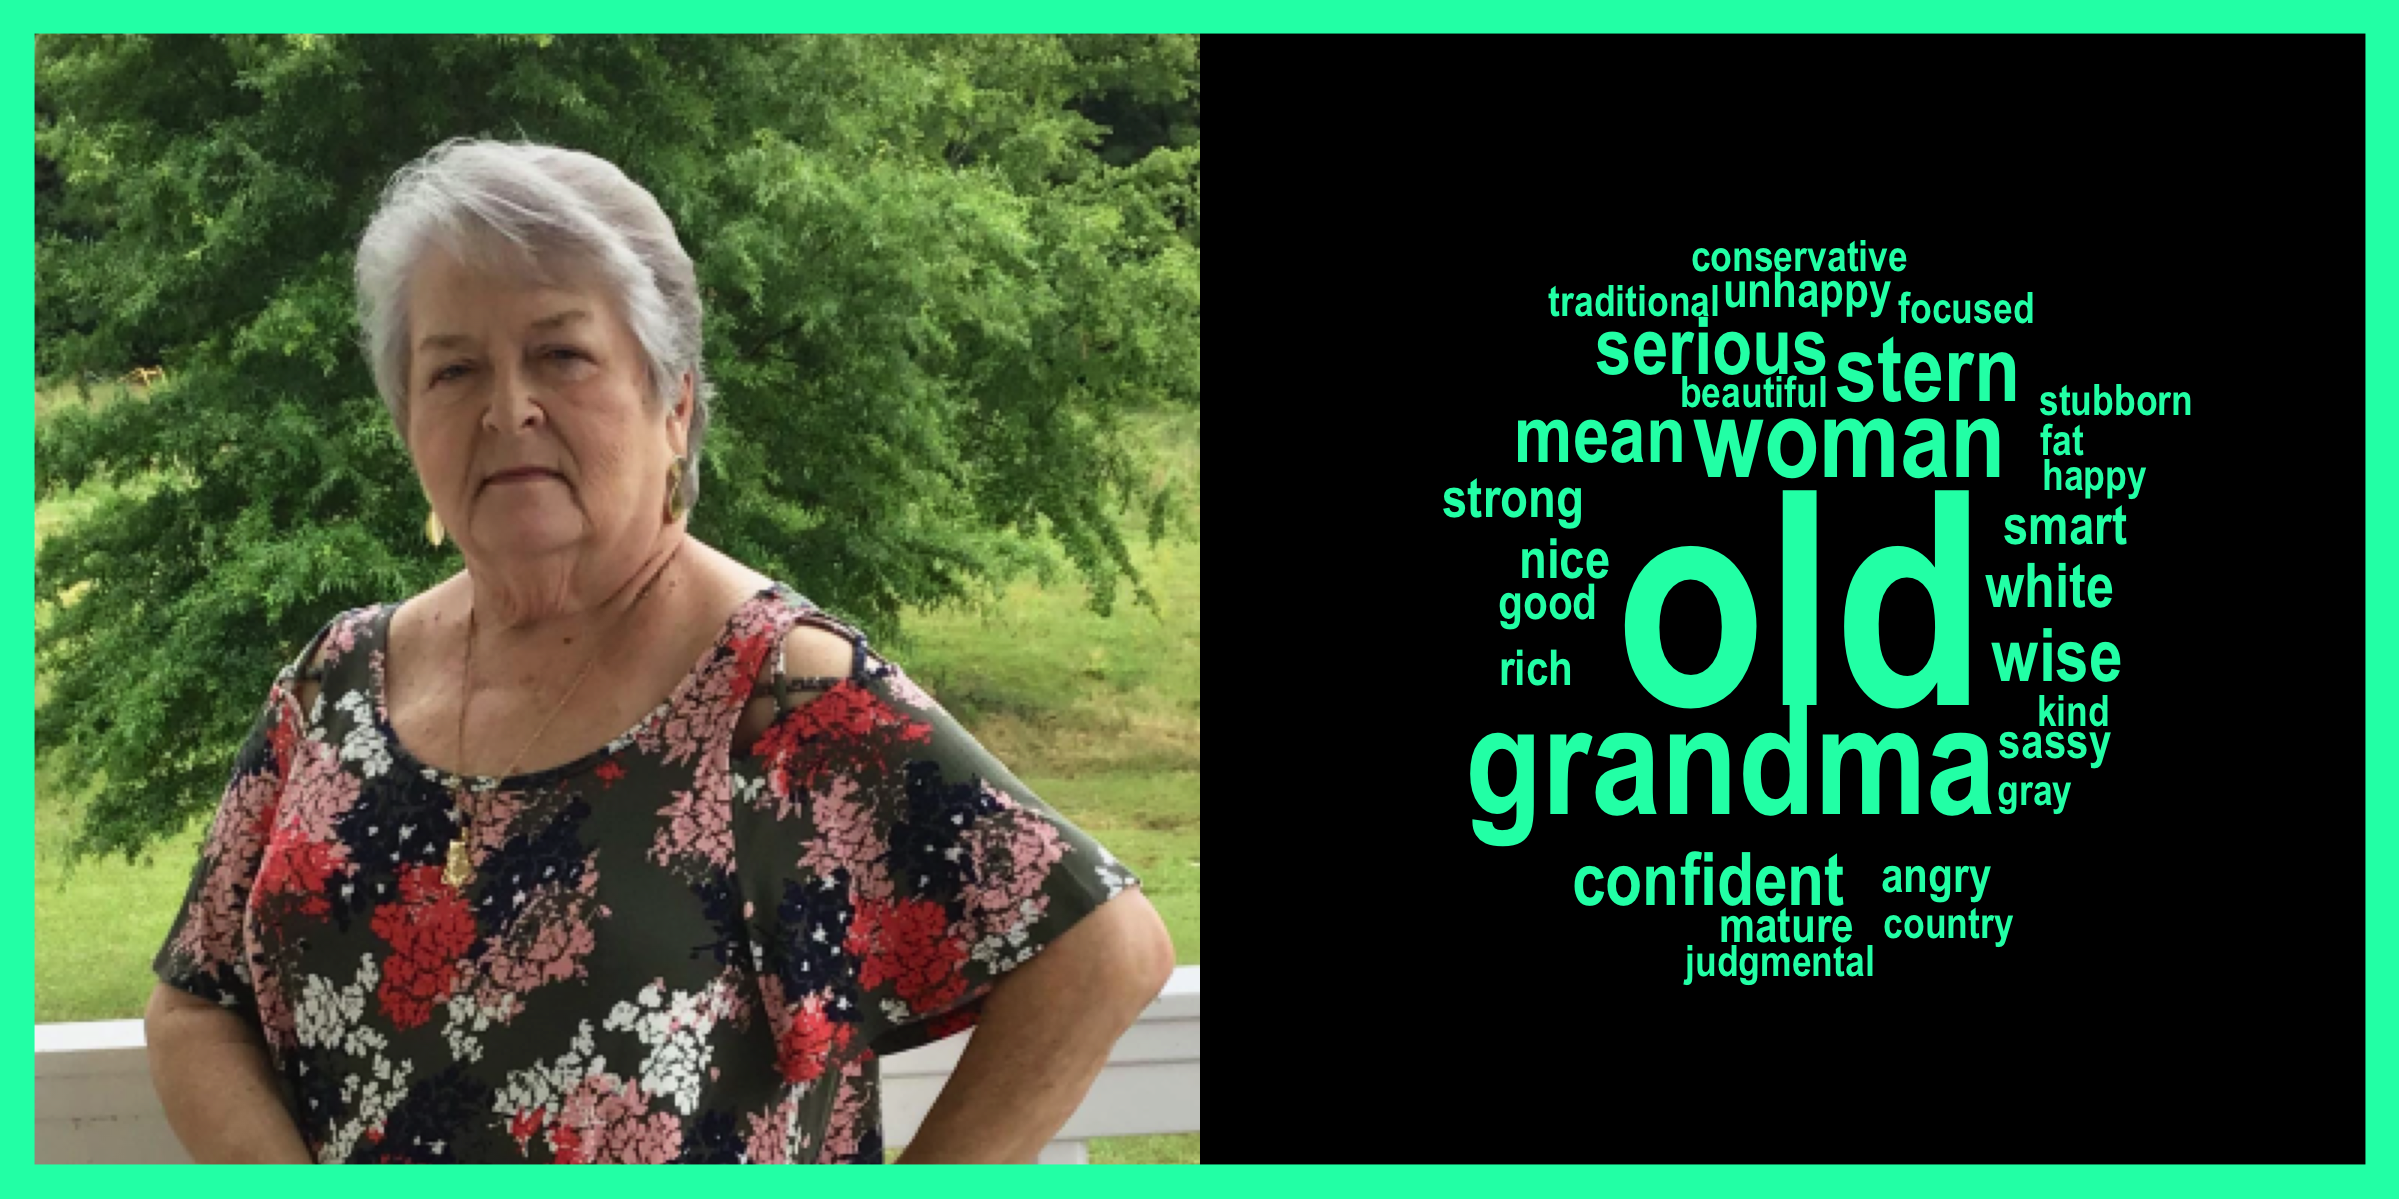 conservative
traditional unhappy focused
serious stern
beautiful stubborn
mean woman fat
happy
strong smart
nice old white
good
rich wise
kind
grandma sassy
gray
confident angry
mature country
judgmental